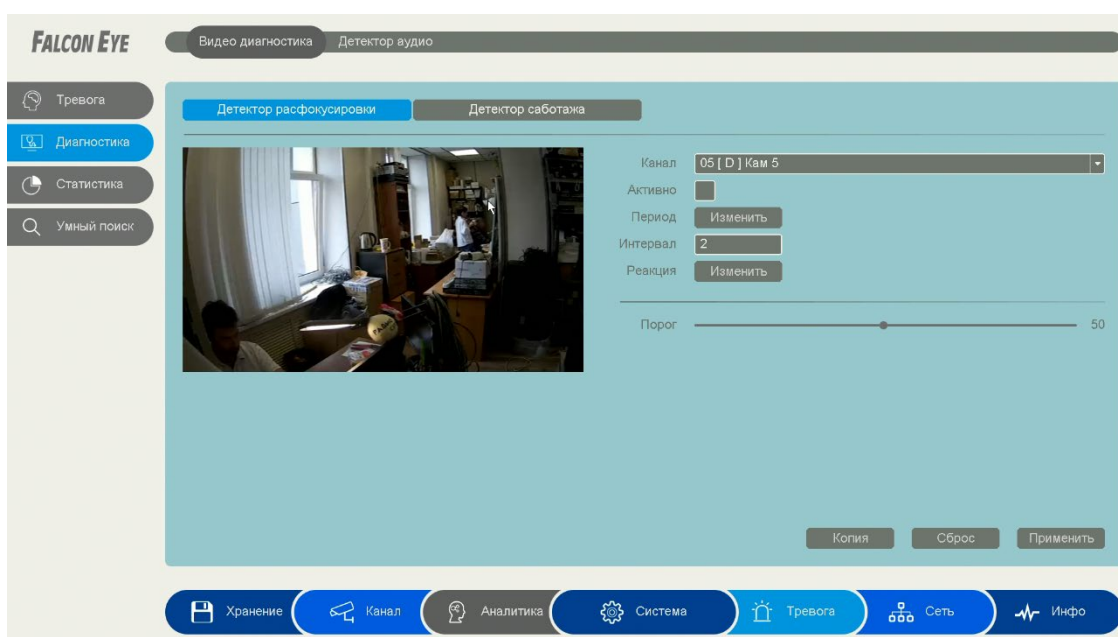 FALCON EYE
Видео диагностика Детектор аудио
Тревога
Диагностика
Статистика
Умный поиск
Детектор расфокусировки Детектор саботажа
Канал 05 [ D ] Кам 5
Активно
Период Изменить
Интервал 2
Реакция Изменить
Порог 50
Копия Сброс Применить
Хранение Канал Аналитика Система Тревога Сеть Инфо